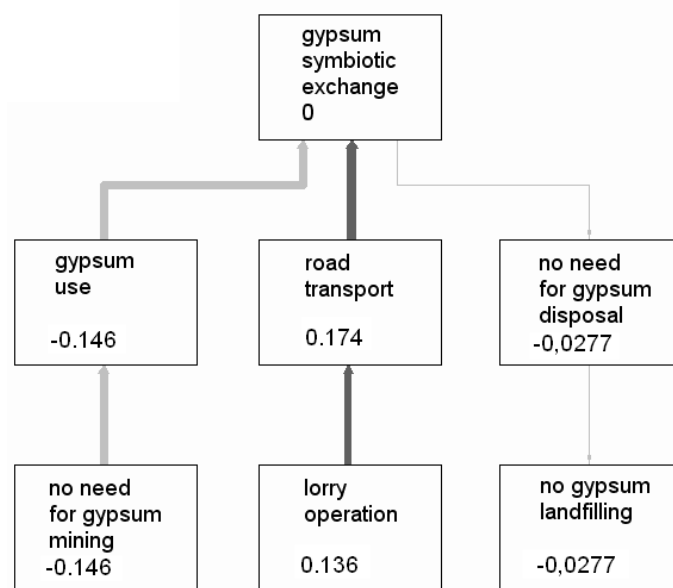 gypsum
symbiotic
exchange
0
gypsum
use
-0.146
road
transport
0.174
no need
for gypsum
disposal
-0,0277
no need
for gypsum
mining
-0.146
lorry
operation
0.136
no gypsum
landfilling
-0,0277